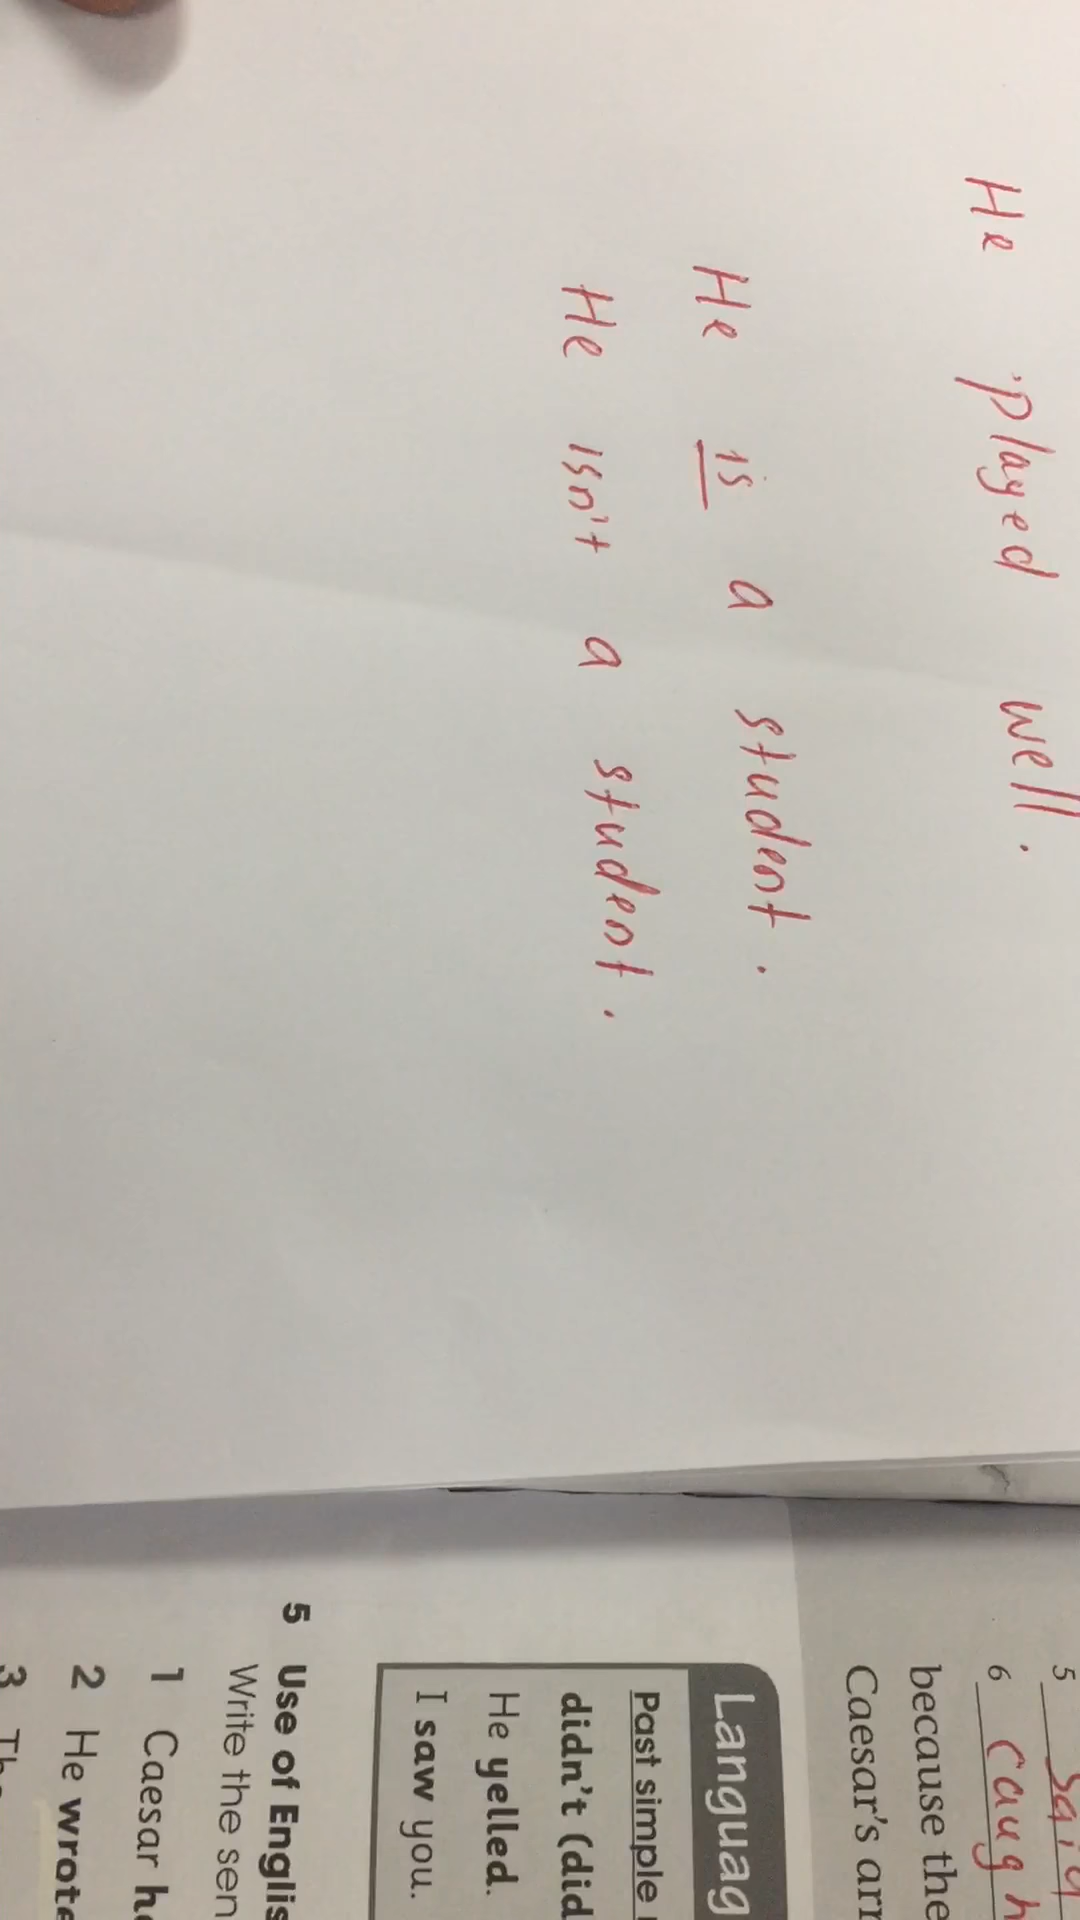 He played well.
He is a student.
He isn't a student.
5 said
6 caugh
because the
Caesar's
Languag
Past simple
didn't (did
He yelled.
I saw you.
5 Use of Englis
Write the sen
1 Caesar
2 He wrote
3